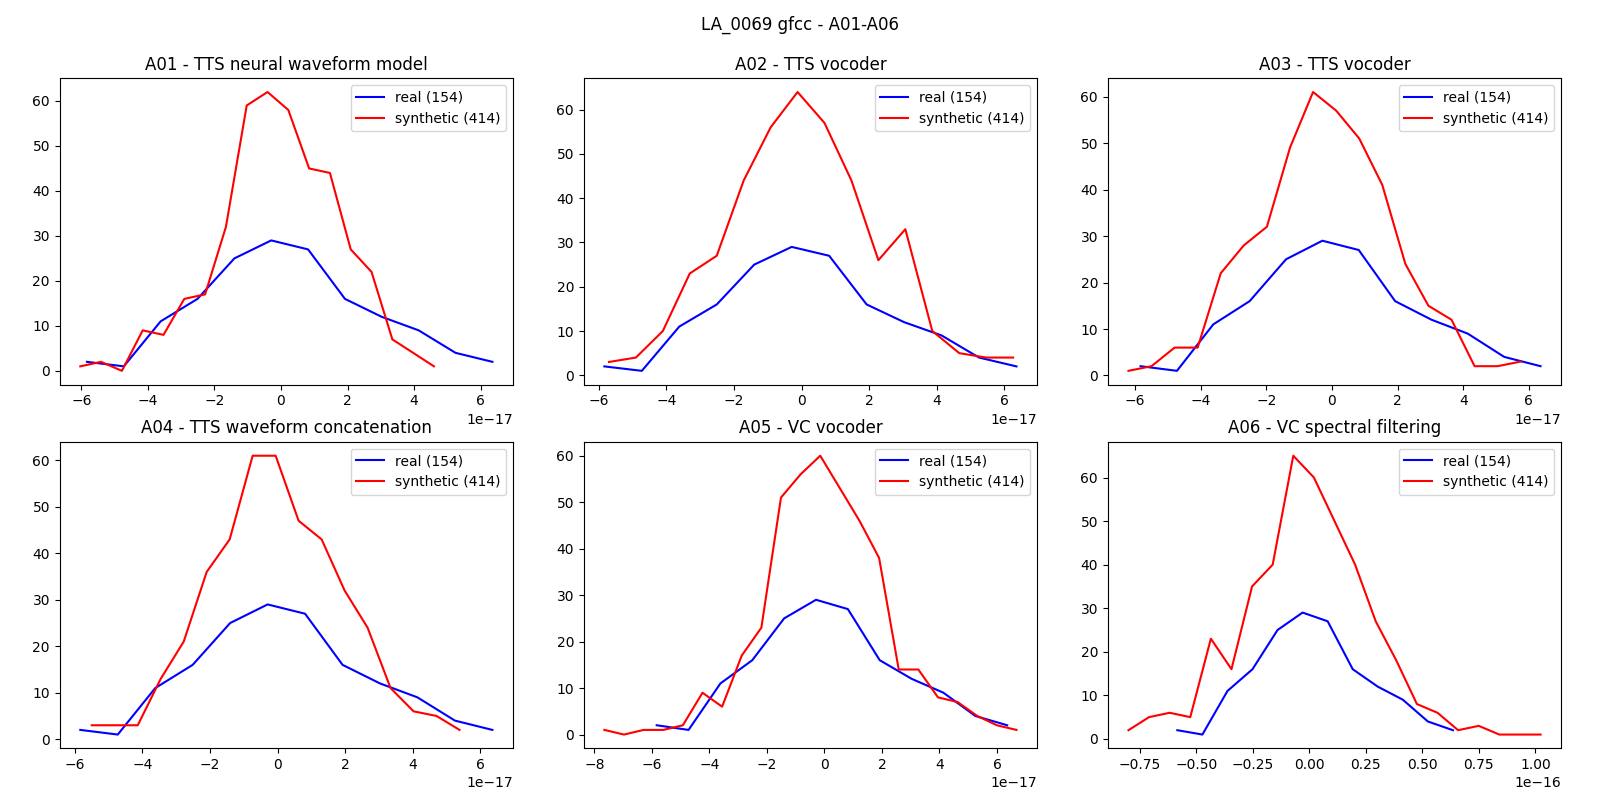 LA_0069 gfcc - A01-A06
A01 - TTS neural waveform model
real (154)
synthetic (414)
60
50
40
30
20
10
0
−6 −4 −2 0 2 4 6
1e−17
A02 - TTS vocoder
real (154)
synthetic (414)
60
50
40
30
20
10
0
−6 −4 −2 0 2 4 6
1e−17
A03 - TTS vocoder
real (154)
synthetic (414)
60
50
40
30
20
10
0
−6 −4 −2 0 2 4 6
1e−17
A04 - TTS waveform concatenation
real (154)
synthetic (414)
60
50
40
30
20
10
0
−6 −4 −2 0 2 4 6
1e−17
A05 - VC vocoder
real (154)
synthetic (414)
60
50
40
30
20
10
0
−8 −6 −4 −2 0 2 4 6
1e−17
A06 - VC spectral filtering
real (154)
synthetic (414)
60
50
40
30
20
10
0
−0.75 −0.50 −0.25 0.00 0.25 0.50 0.75 1.00
1e−16